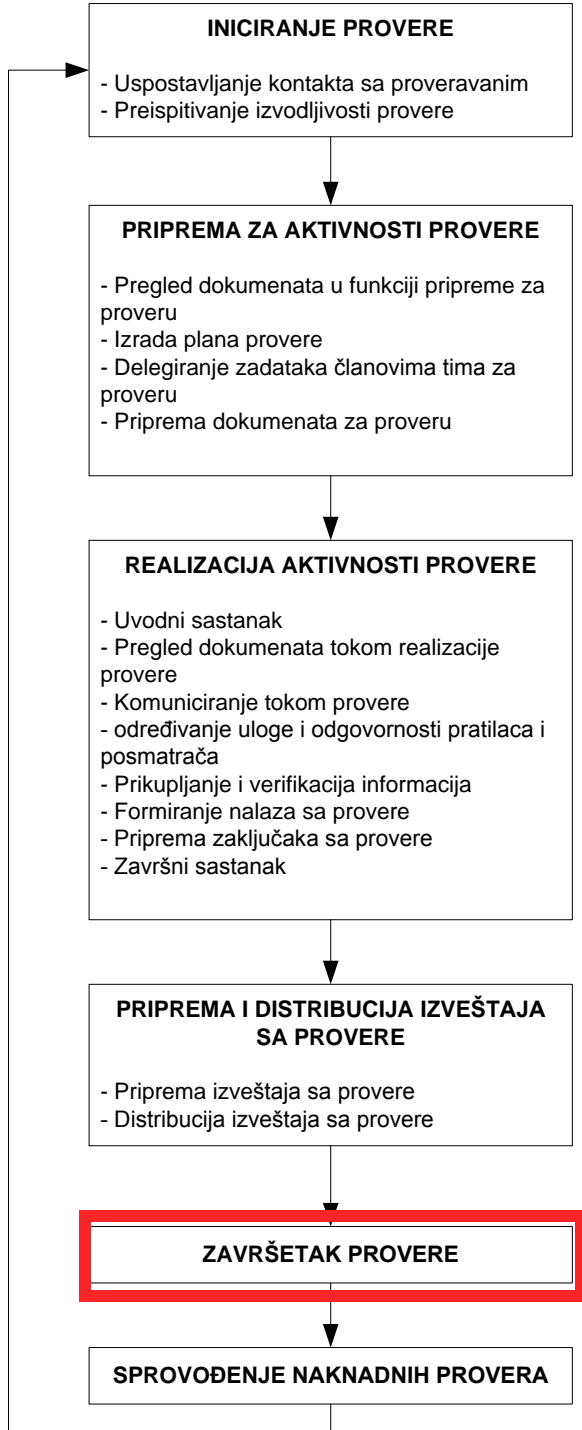 INICIRANJE PROVERE
- Uspostavljanje kontakta sa proveravanim
- Preispitivanje izvodljivosti provere
PRIPREMA ZA AKTIVNOSTI PROVERE
- Pregled dokumenata u funkciji pripreme za
proveru
- Izrada plana provere
- Delegiranje zadataka članovima tima za
proveru
- Priprema dokumenata za proveru
REALIZACIJA AKTIVNOSTI PROVERE
- Uvodni sastanak
- Pregled dokumenata tokom realizacije
provere
- Komuniciranje tokom provere
- određivanje uloge i odgovornosti pratilaca i
posmatrača
- Prikupljanje i verifikacija informacija
- Formiranje nalaza sa provere
- Priprema zaključaka sa provere
- Završni sastanak
PRIPREMA I DISTRIBUCIJA IZVEŠTAJA
SA PROVERE
- Priprema izveštaja sa provere
- Distribucija izveštaja sa provere
ZAVRŠETAK PROVERE
SPROVOĐENJE NAKNADNIH PROVERA